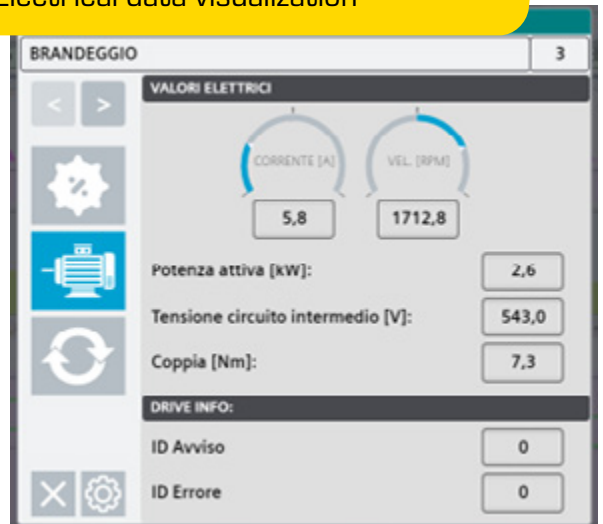 Electrical data visualization
BRANDEGGIO 3
< >
VALORI ELETTRICI
%
CORRENTE [A] VEL. [RPM]
5,8 1712,8
Potenza attiva [kW]: 2,6
Tensione circuito intermedio [V]: 543,0
Coppia [Nm]: 7,3
DRIVE INFO:
ID Avviso 0
ID Errore 0